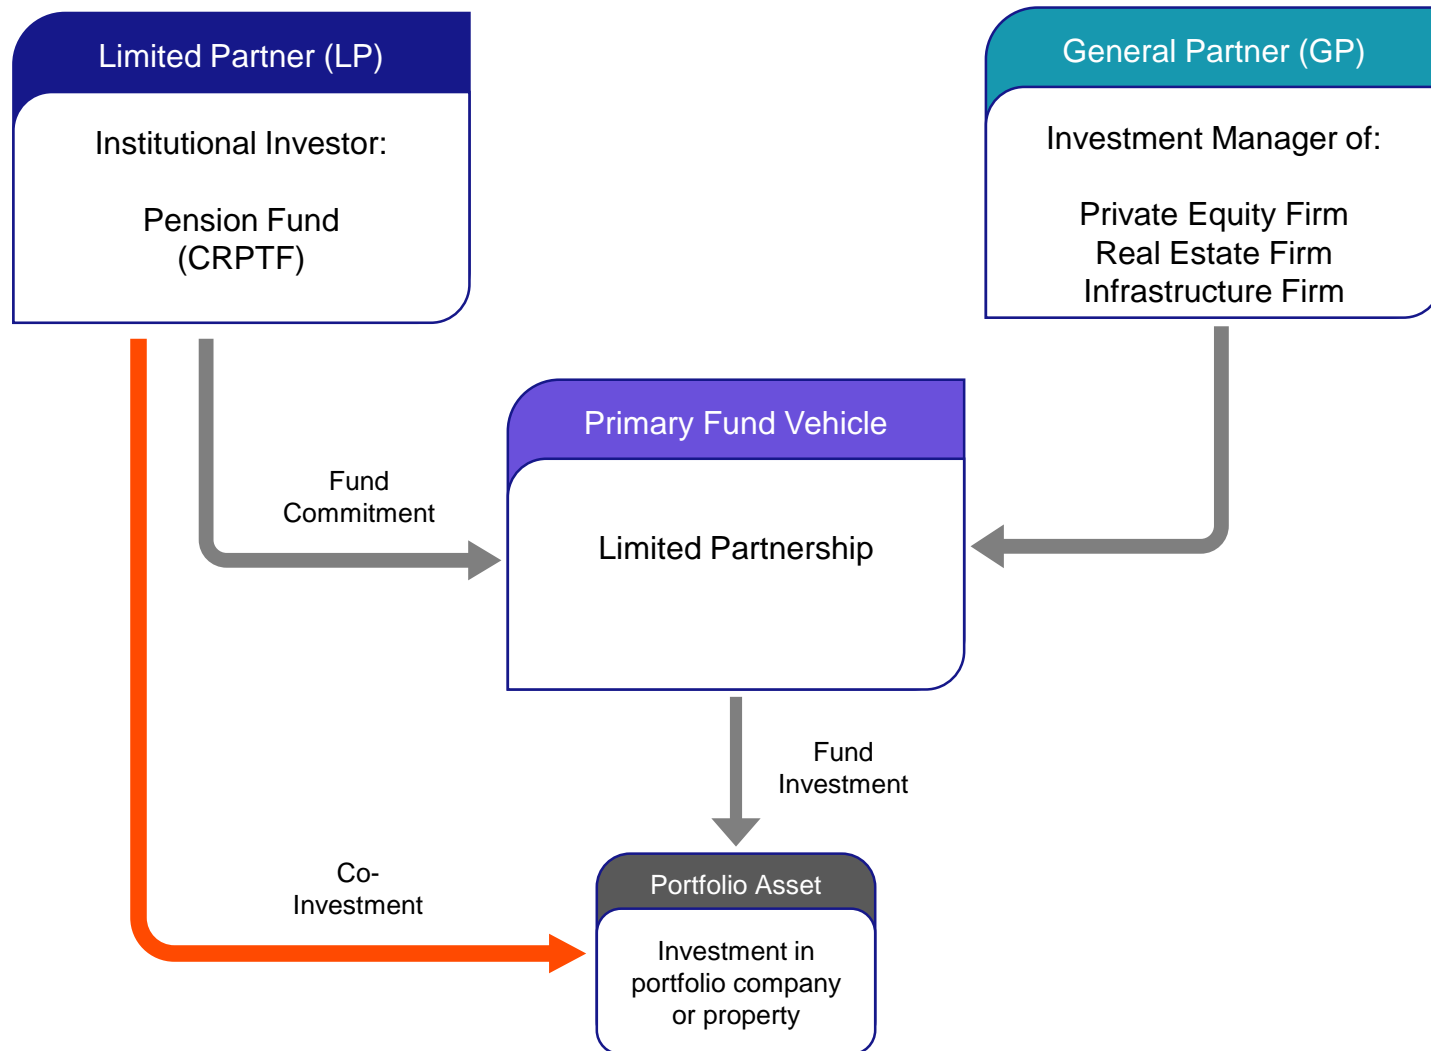 Limited Partner (LP)
Institutional Investor:
Pension Fund
(CRPTF)
General Partner (GP)
Investment Manager of:
Private Equity Firm
Real Estate Firm
Infrastructure Firm
Primary Fund Vehicle
Limited Partnership
Fund
Commitment
Fund
Investment
Co-
Investment
Portfolio Asset
Investment in
portfolio company
or property